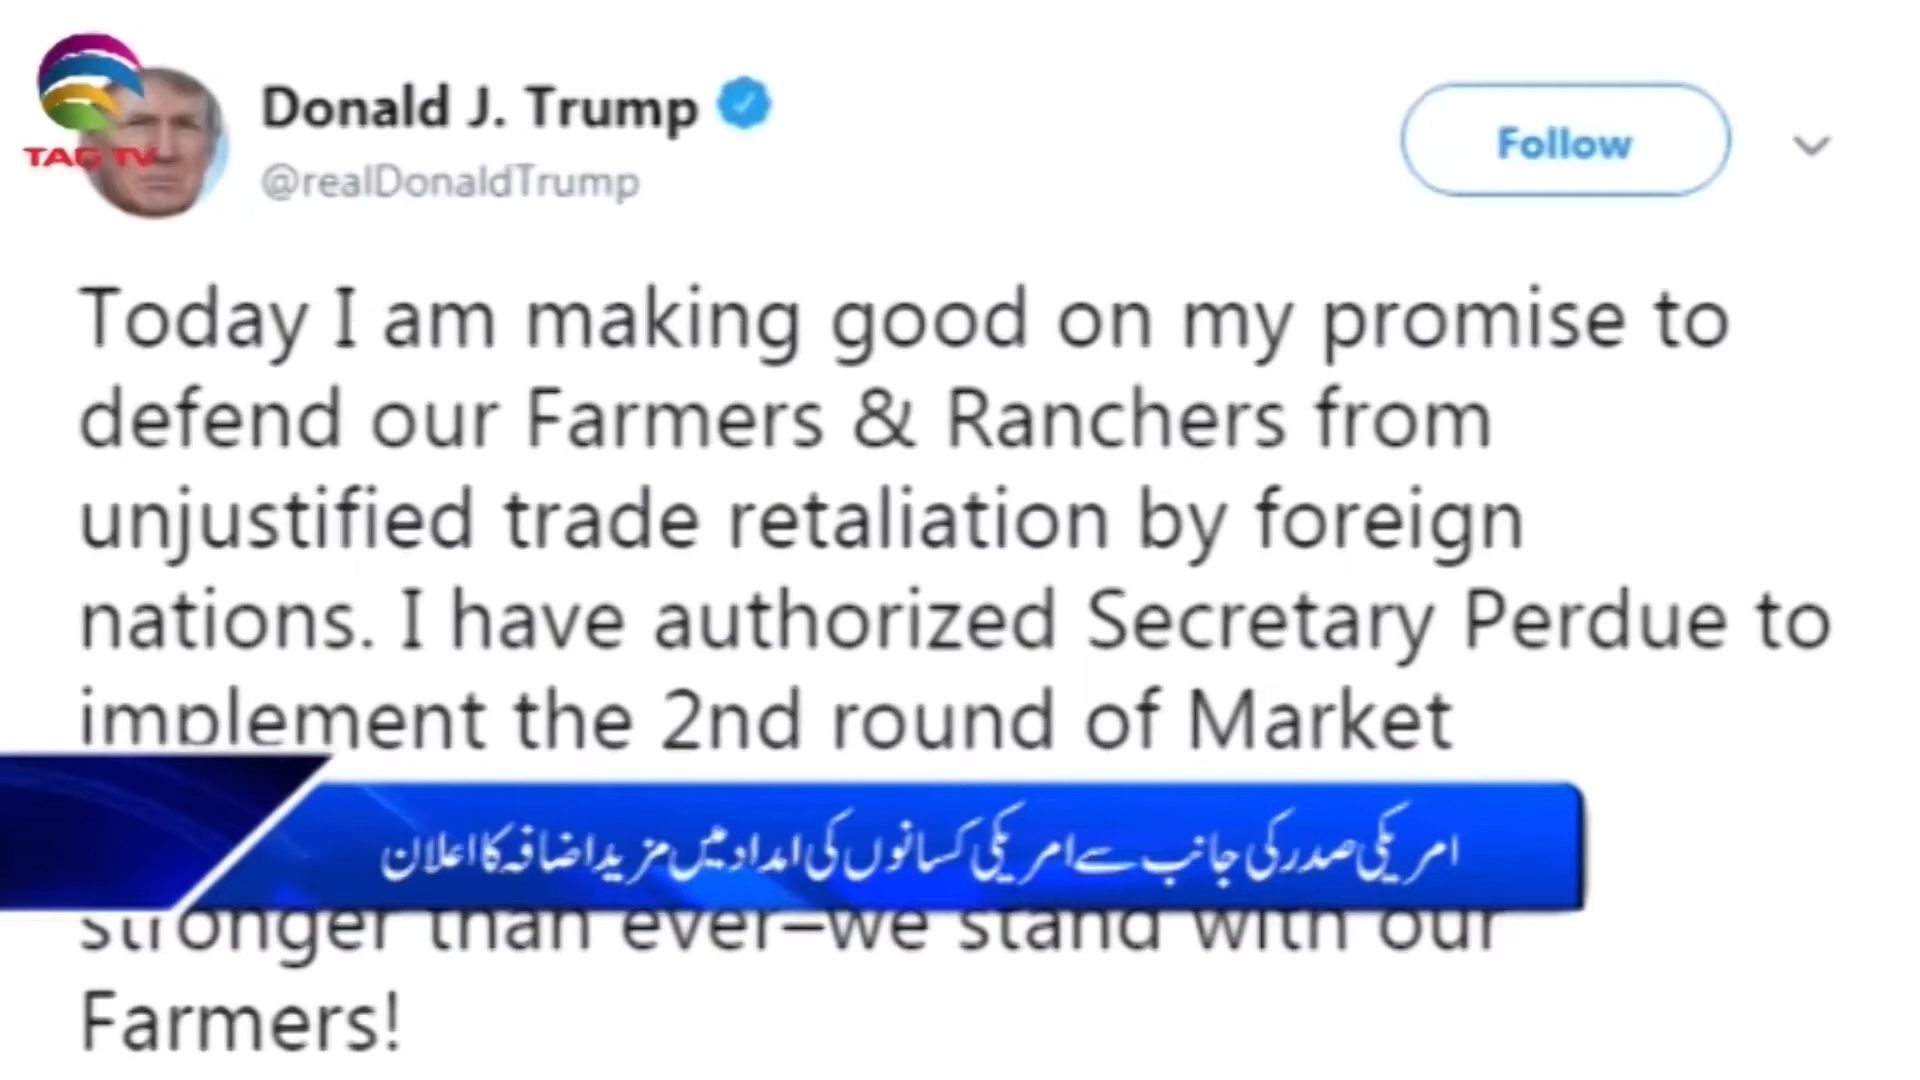 TAG TV
Donald J. Trump
@realDonaldTrump
Follow
Today I am making good on my promise to
defend our Farmers & Ranchers from
unjustified trade retaliation by foreign
nations. I have authorized Secretary Perdue to
implement the 2nd round of Market
امریکی صدر کی جانب سے امریکی کسانوں کی امداد میں مزید اضافہ کا اعلان
stronger than ever–we stand with our
Farmers!